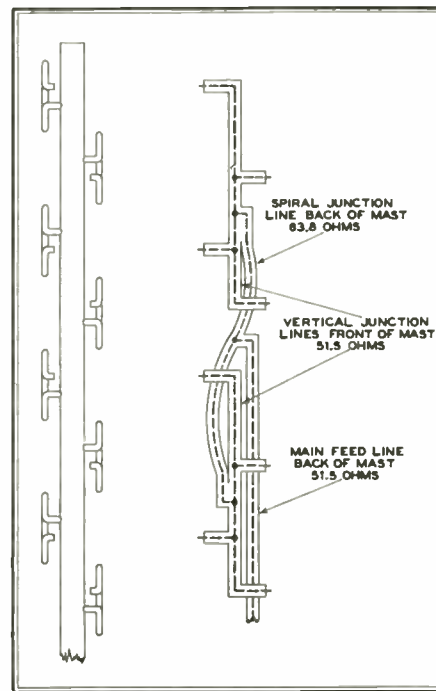 SPIRAL JUNCTION
LINE BACK OF MAST
63.8 OHMS
VERTICAL JUNCTION
LINES FRONT OF MAST
51.5 OHMS
MAIN FEED LINE
BACK OF MAST
51.5 OHMS